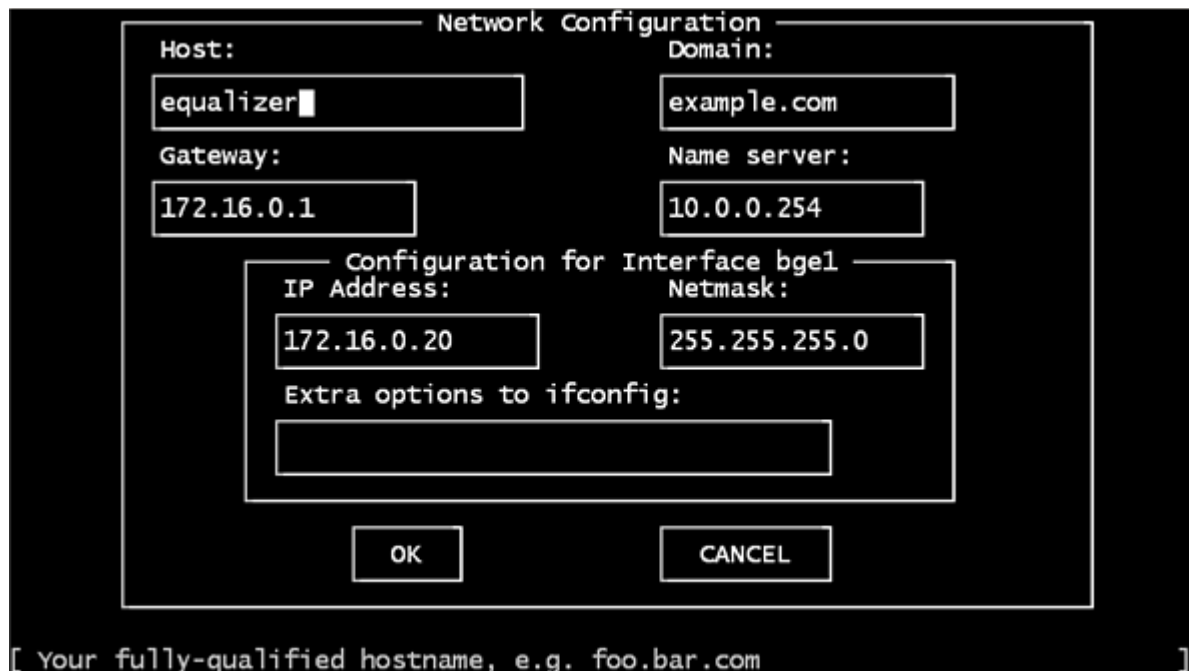 Network Configuration
Host: Domain:
equalizer example.com
Gateway: Name server:
172.16.0.1 10.0.0.254
Configuration for Interface bge1
IP Address: Netmask:
172.16.0.20 255.255.255.0
Extra options to ifconfig:
OK CANCEL
[ Your fully-qualified hostname, e.g. foo.bar.com ]